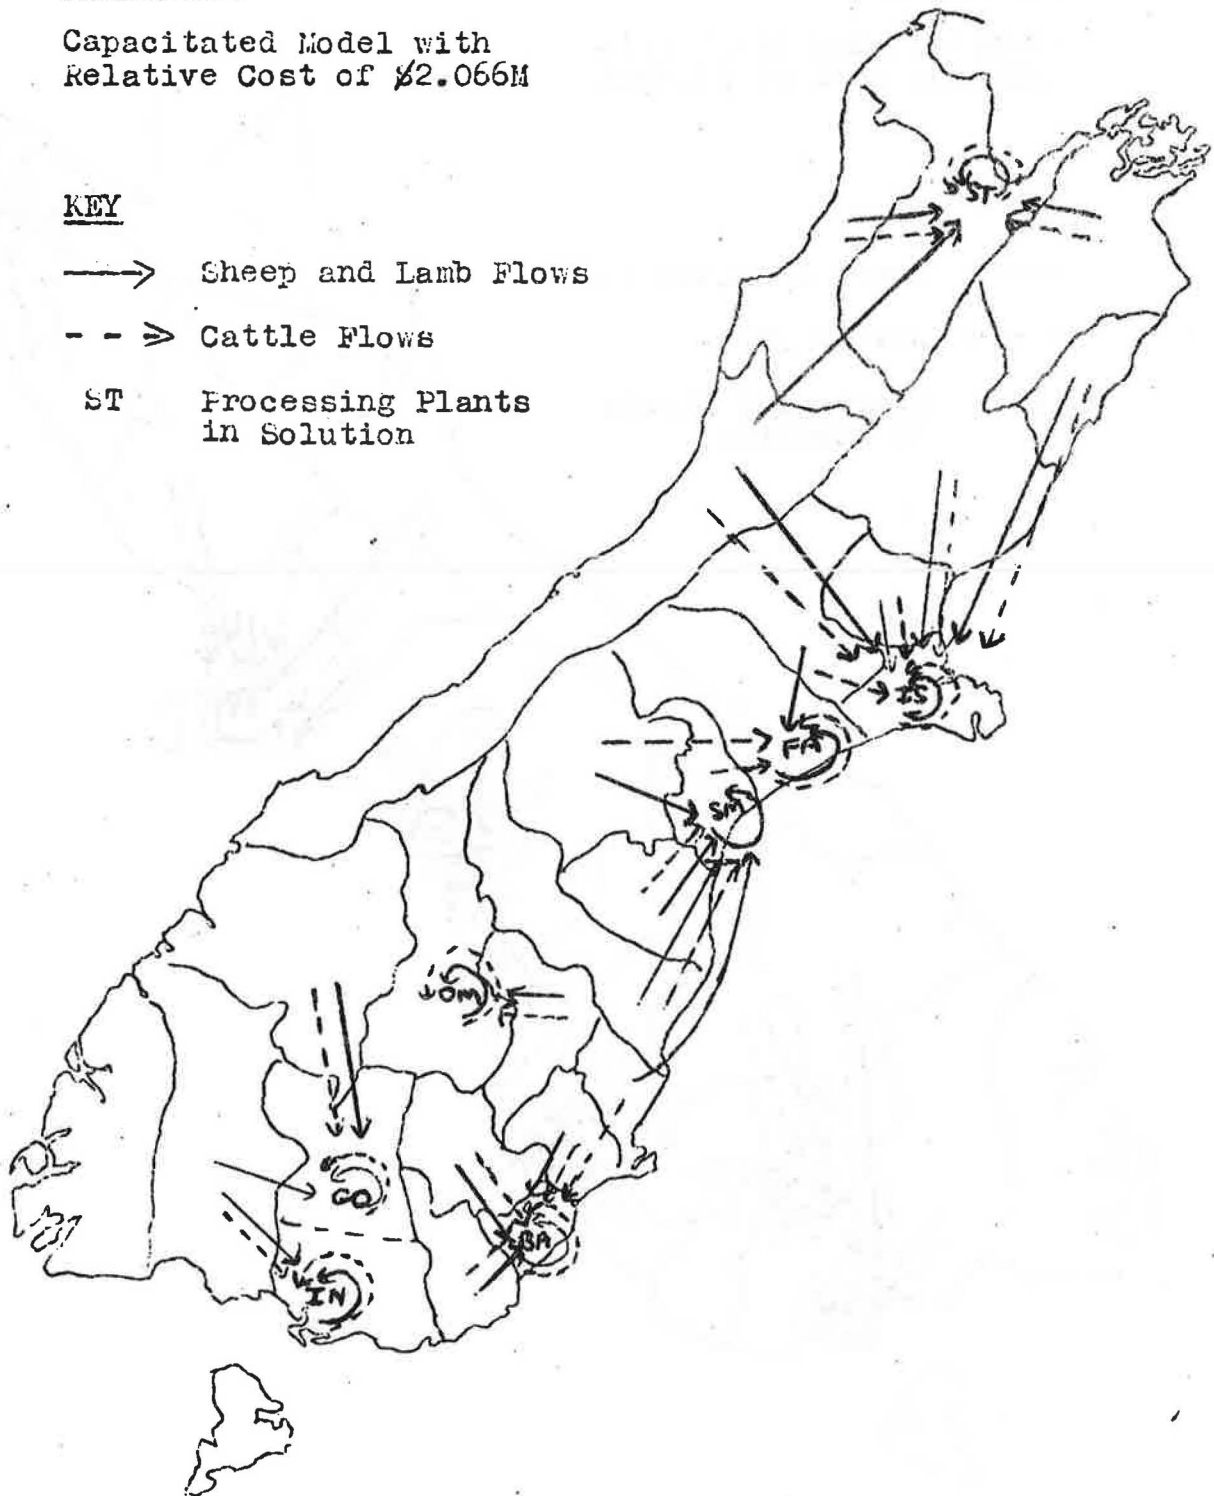 Capacitated Model with
Relative Cost of $2.066M
KEY
Sheep and Lamb Flows
Cattle Flows
ST Processing Plants
in Solution
ST
IS
FA
SM
OM
GO
BA
IN